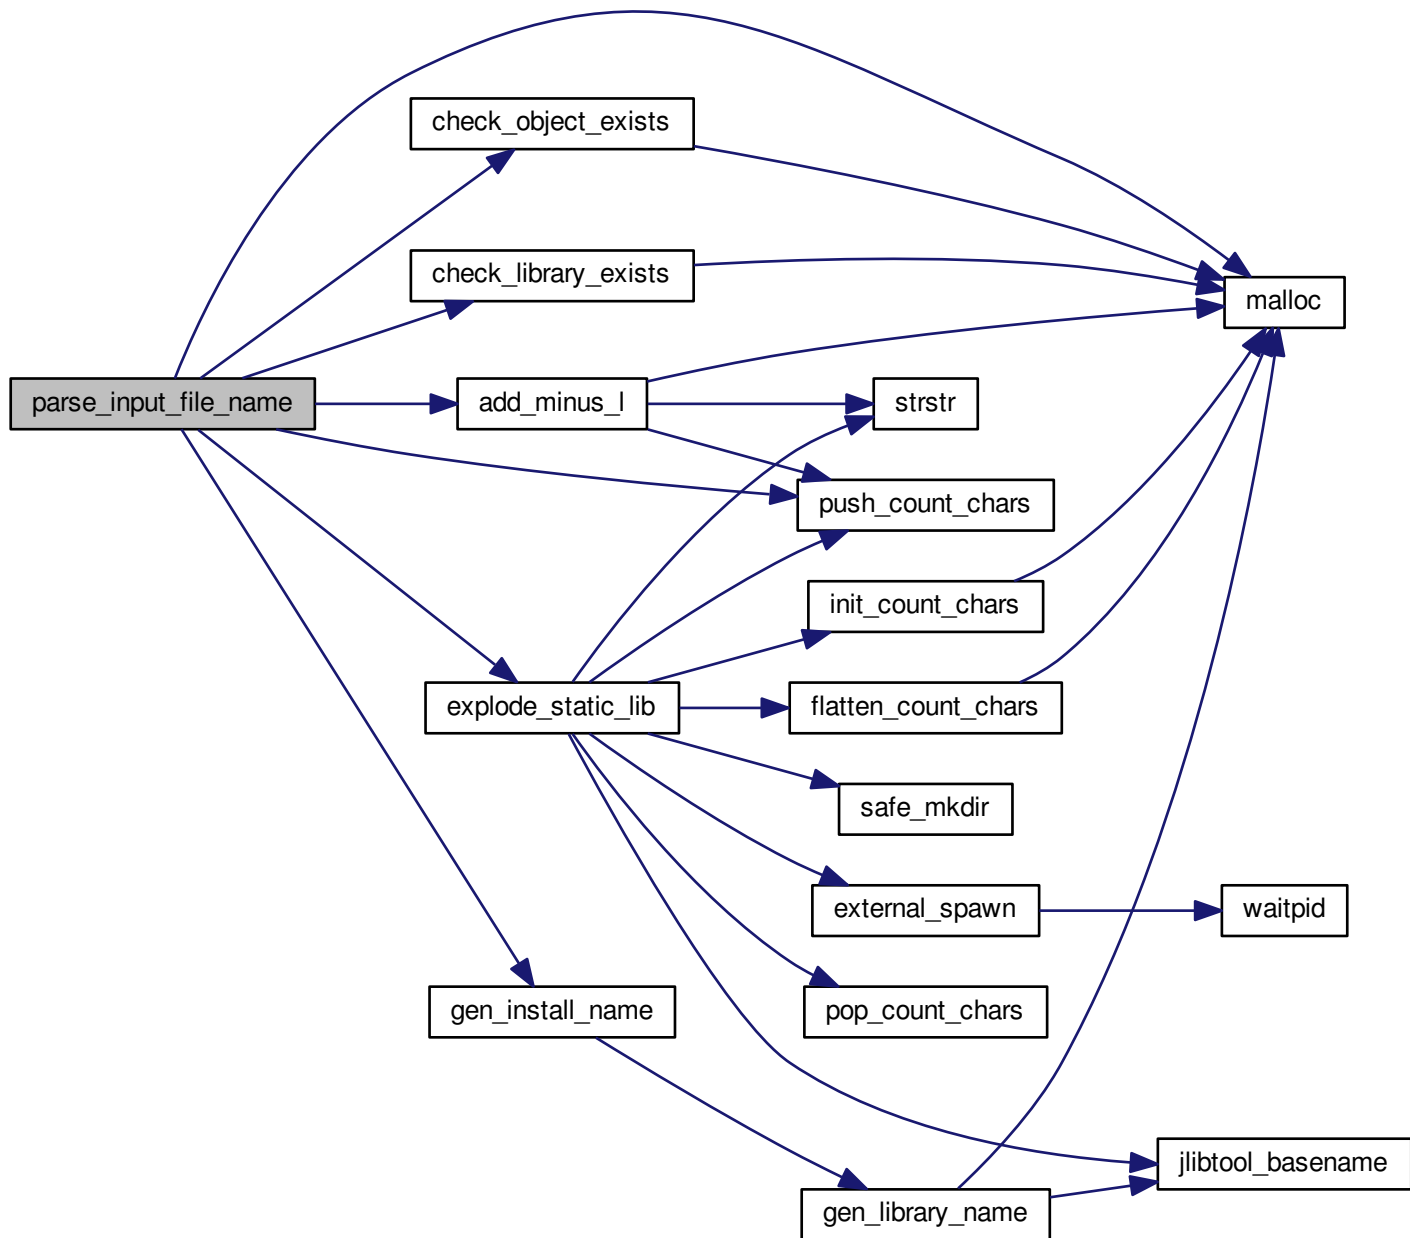 check_object_exists
check_library_exists
malloc
parse_input_file_name
add_minus_l
strstr
push_count_chars
init_count_chars
explode_static_lib
flatten_count_chars
safe_mkdir
external_spawn
waitpid
gen_install_name
pop_count_chars
jlibtool_basename
gen_library_name